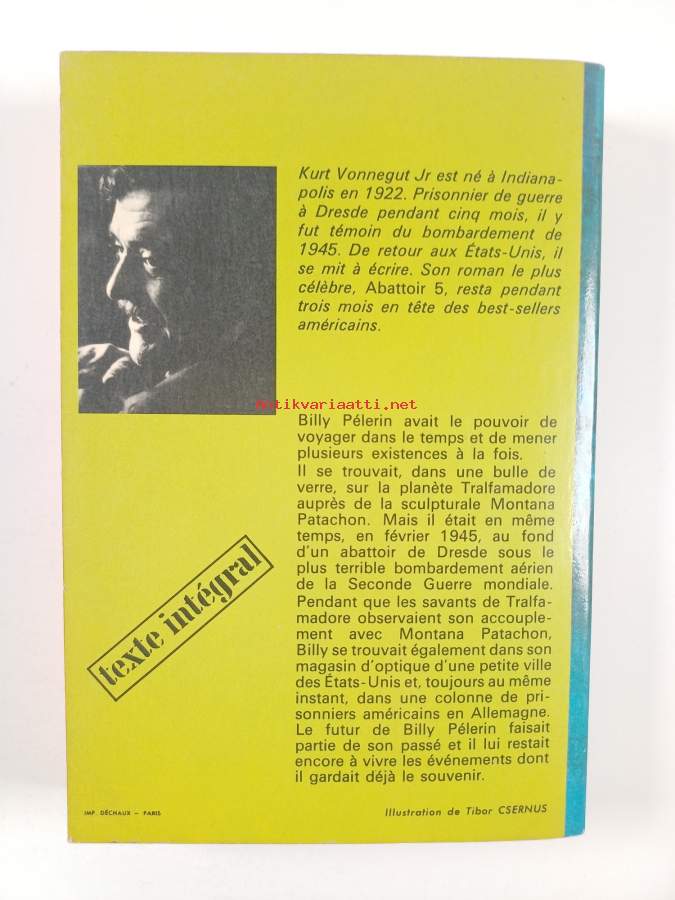 Kurt Vonnegut Jr est né à Indiana-
polis en 1922. Prisonnier de guerre
à Dresde pendant cinq mois, il y
fut témoin du bombardement de
1945. De retour aux États-Unis, il
se mit à écrire. Son roman le plus
célèbre, Abattoir 5, resta pendant
trois mois en tête des best-sellers
américains.
antikvariaatti.net
Billy Pélerin avait le pouvoir de
voyager dans le temps et de mener
plusieurs existences à la fois.
Il se trouvait, dans une bulle de
verre, sur la planète Tralfamadore
auprès de la sculpturale Montana
Patachon. Mais il était en même
temps, en février 1945, au fond
d'un abattoir de Dresde sous le
plus terrible bombardement aérien
de la Seconde Guerre mondiale.
Pendant que les savants de Tralfa-
madore observaient son accouple-
ment avec Montana Patachon,
Billy se trouvait également dans son
magasin d'optique d'une petite ville
des États-Unis et, toujours au même
instant, dans une colonne de pri-
sonniers américains en Allemagne.
Le futur de Billy Pélerin faisait
partie de son passé et il lui restait
encore à vivre les événements dont
il gardait déjà le souvenir.
texte intégral
IMP. DÉCHAUX – PARIS
Illustration de Tibor CSERNUS